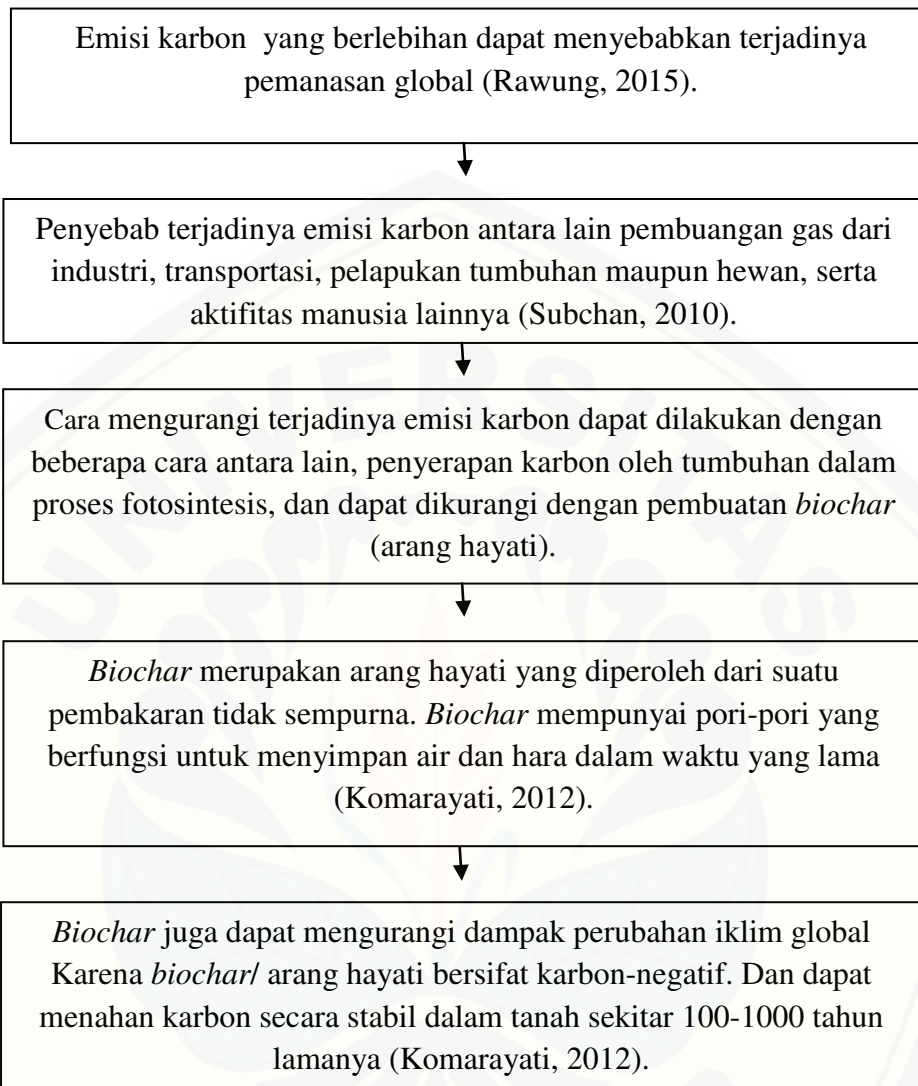 Emisi karbon yang berlebihan dapat menyebabkan terjadinya
pemanasan global (Rawung, 2015).
Penyebab terjadinya emisi karbon antara lain pembuangan gas dari
industri, transportasi, pelapukan tumbuhan maupun hewan, serta
aktifitas manusia lainnya (Subchan, 2010).
Cara mengurangi terjadinya emisi karbon dapat dilakukan dengan
beberapa cara antara lain, penyerapan karbon oleh tumbuhan dalam
proses fotosintesis, dan dapat dikurangi dengan pembuatan biochar
(arang hayati).
Biochar merupakan arang hayati yang diperoleh dari suatu
pembakaran tidak sempurna. Biochar mempunyai pori-pori yang
berfungsi untuk menyimpan air dan hara dalam waktu yang lama
(Komarayati, 2012).
Biochar juga dapat mengurangi dampak perubahan iklim global
Karena biochar/ arang hayati bersifat karbon-negatif. Dan dapat
menahan karbon secara stabil dalam tanah sekitar 100-1000 tahun
lamanya (Komarayati, 2012).
UNIVERSITAS